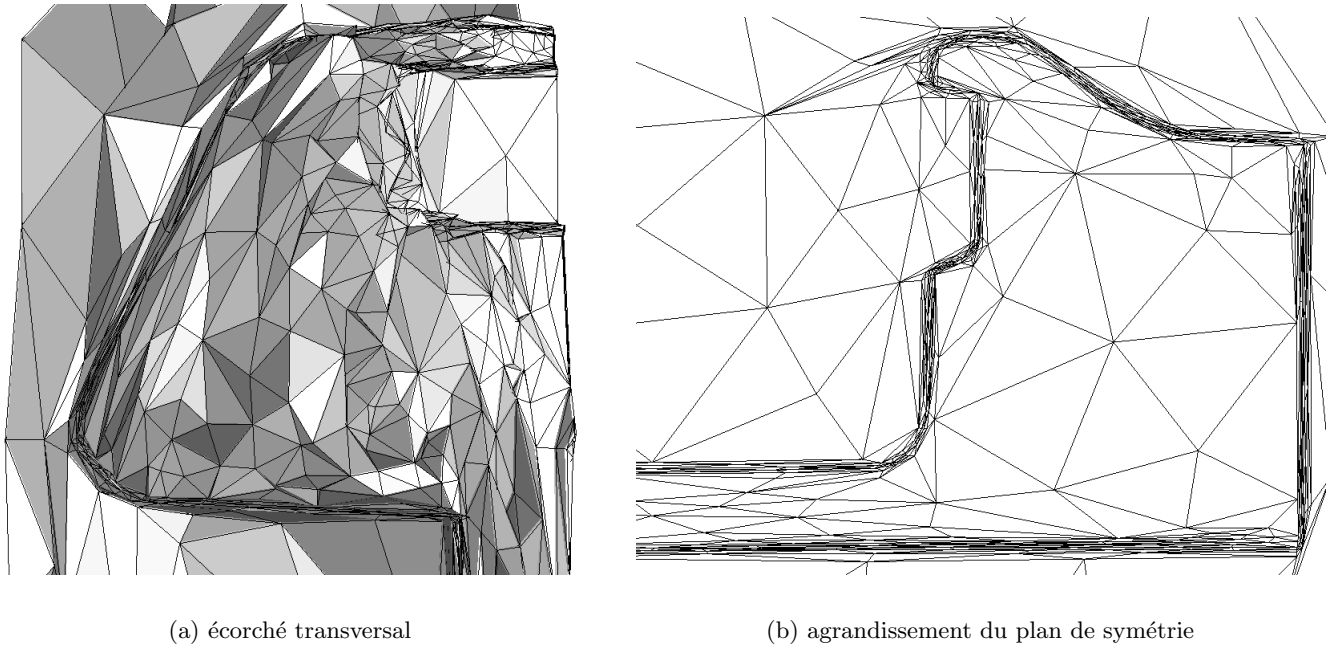 (a) écorché transversal
(b) agrandissement du plan de symétrie